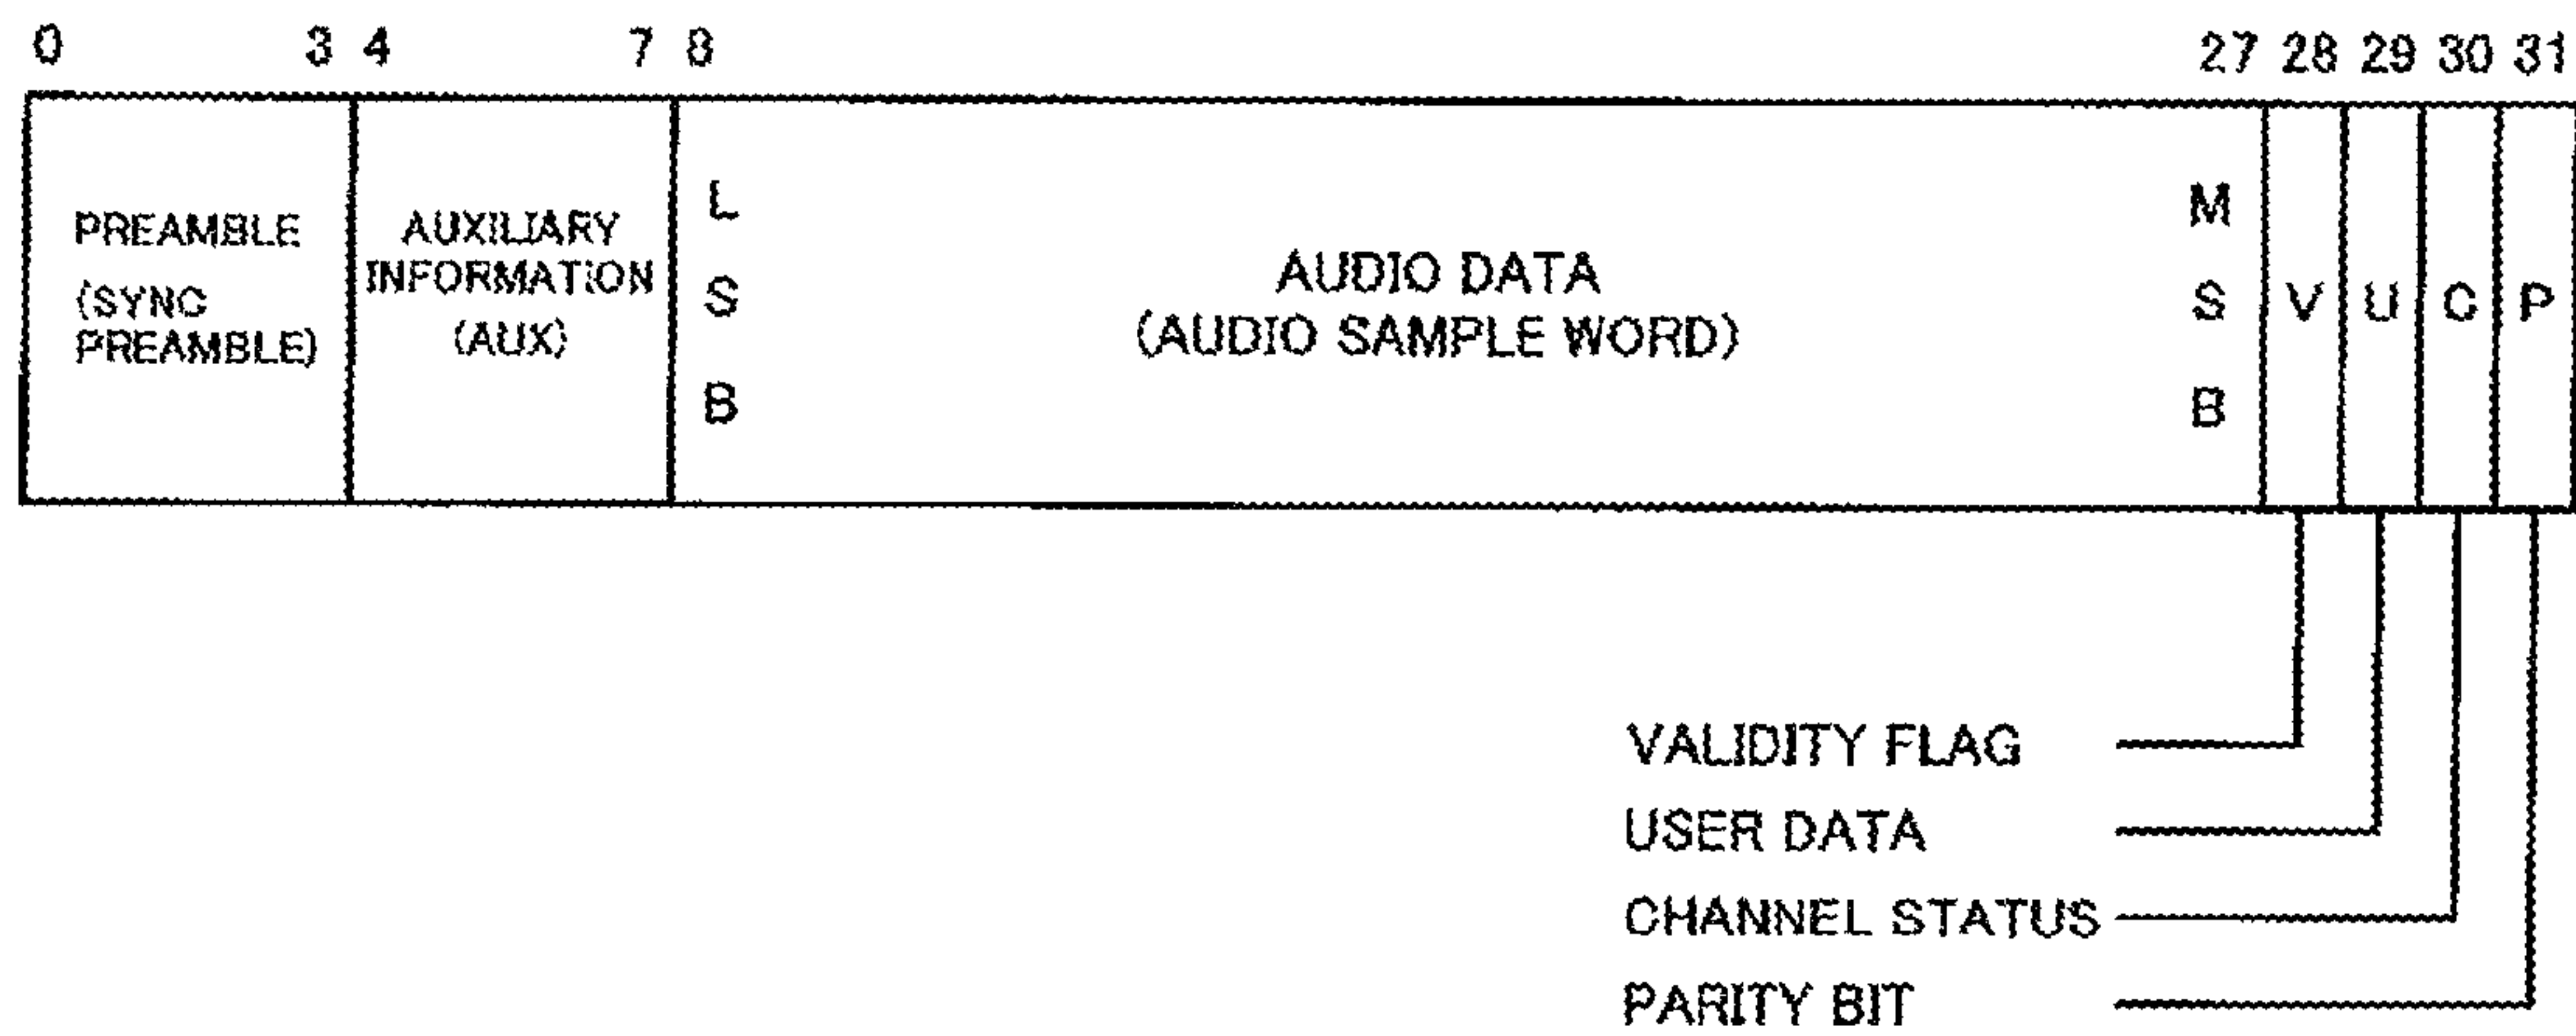 0 3 4 7 8 27 28 29 30 31
PREAMBLE
(SYNC
PREAMBLE)
AUXILIARY
INFORMATION
(AUX)
L
S
B
AUDIO DATA
(AUDIO SAMPLE WORD)
M
S
B
V U C P
VALIDITY FLAG
USER DATA
CHANNEL STATUS
PARITY BIT